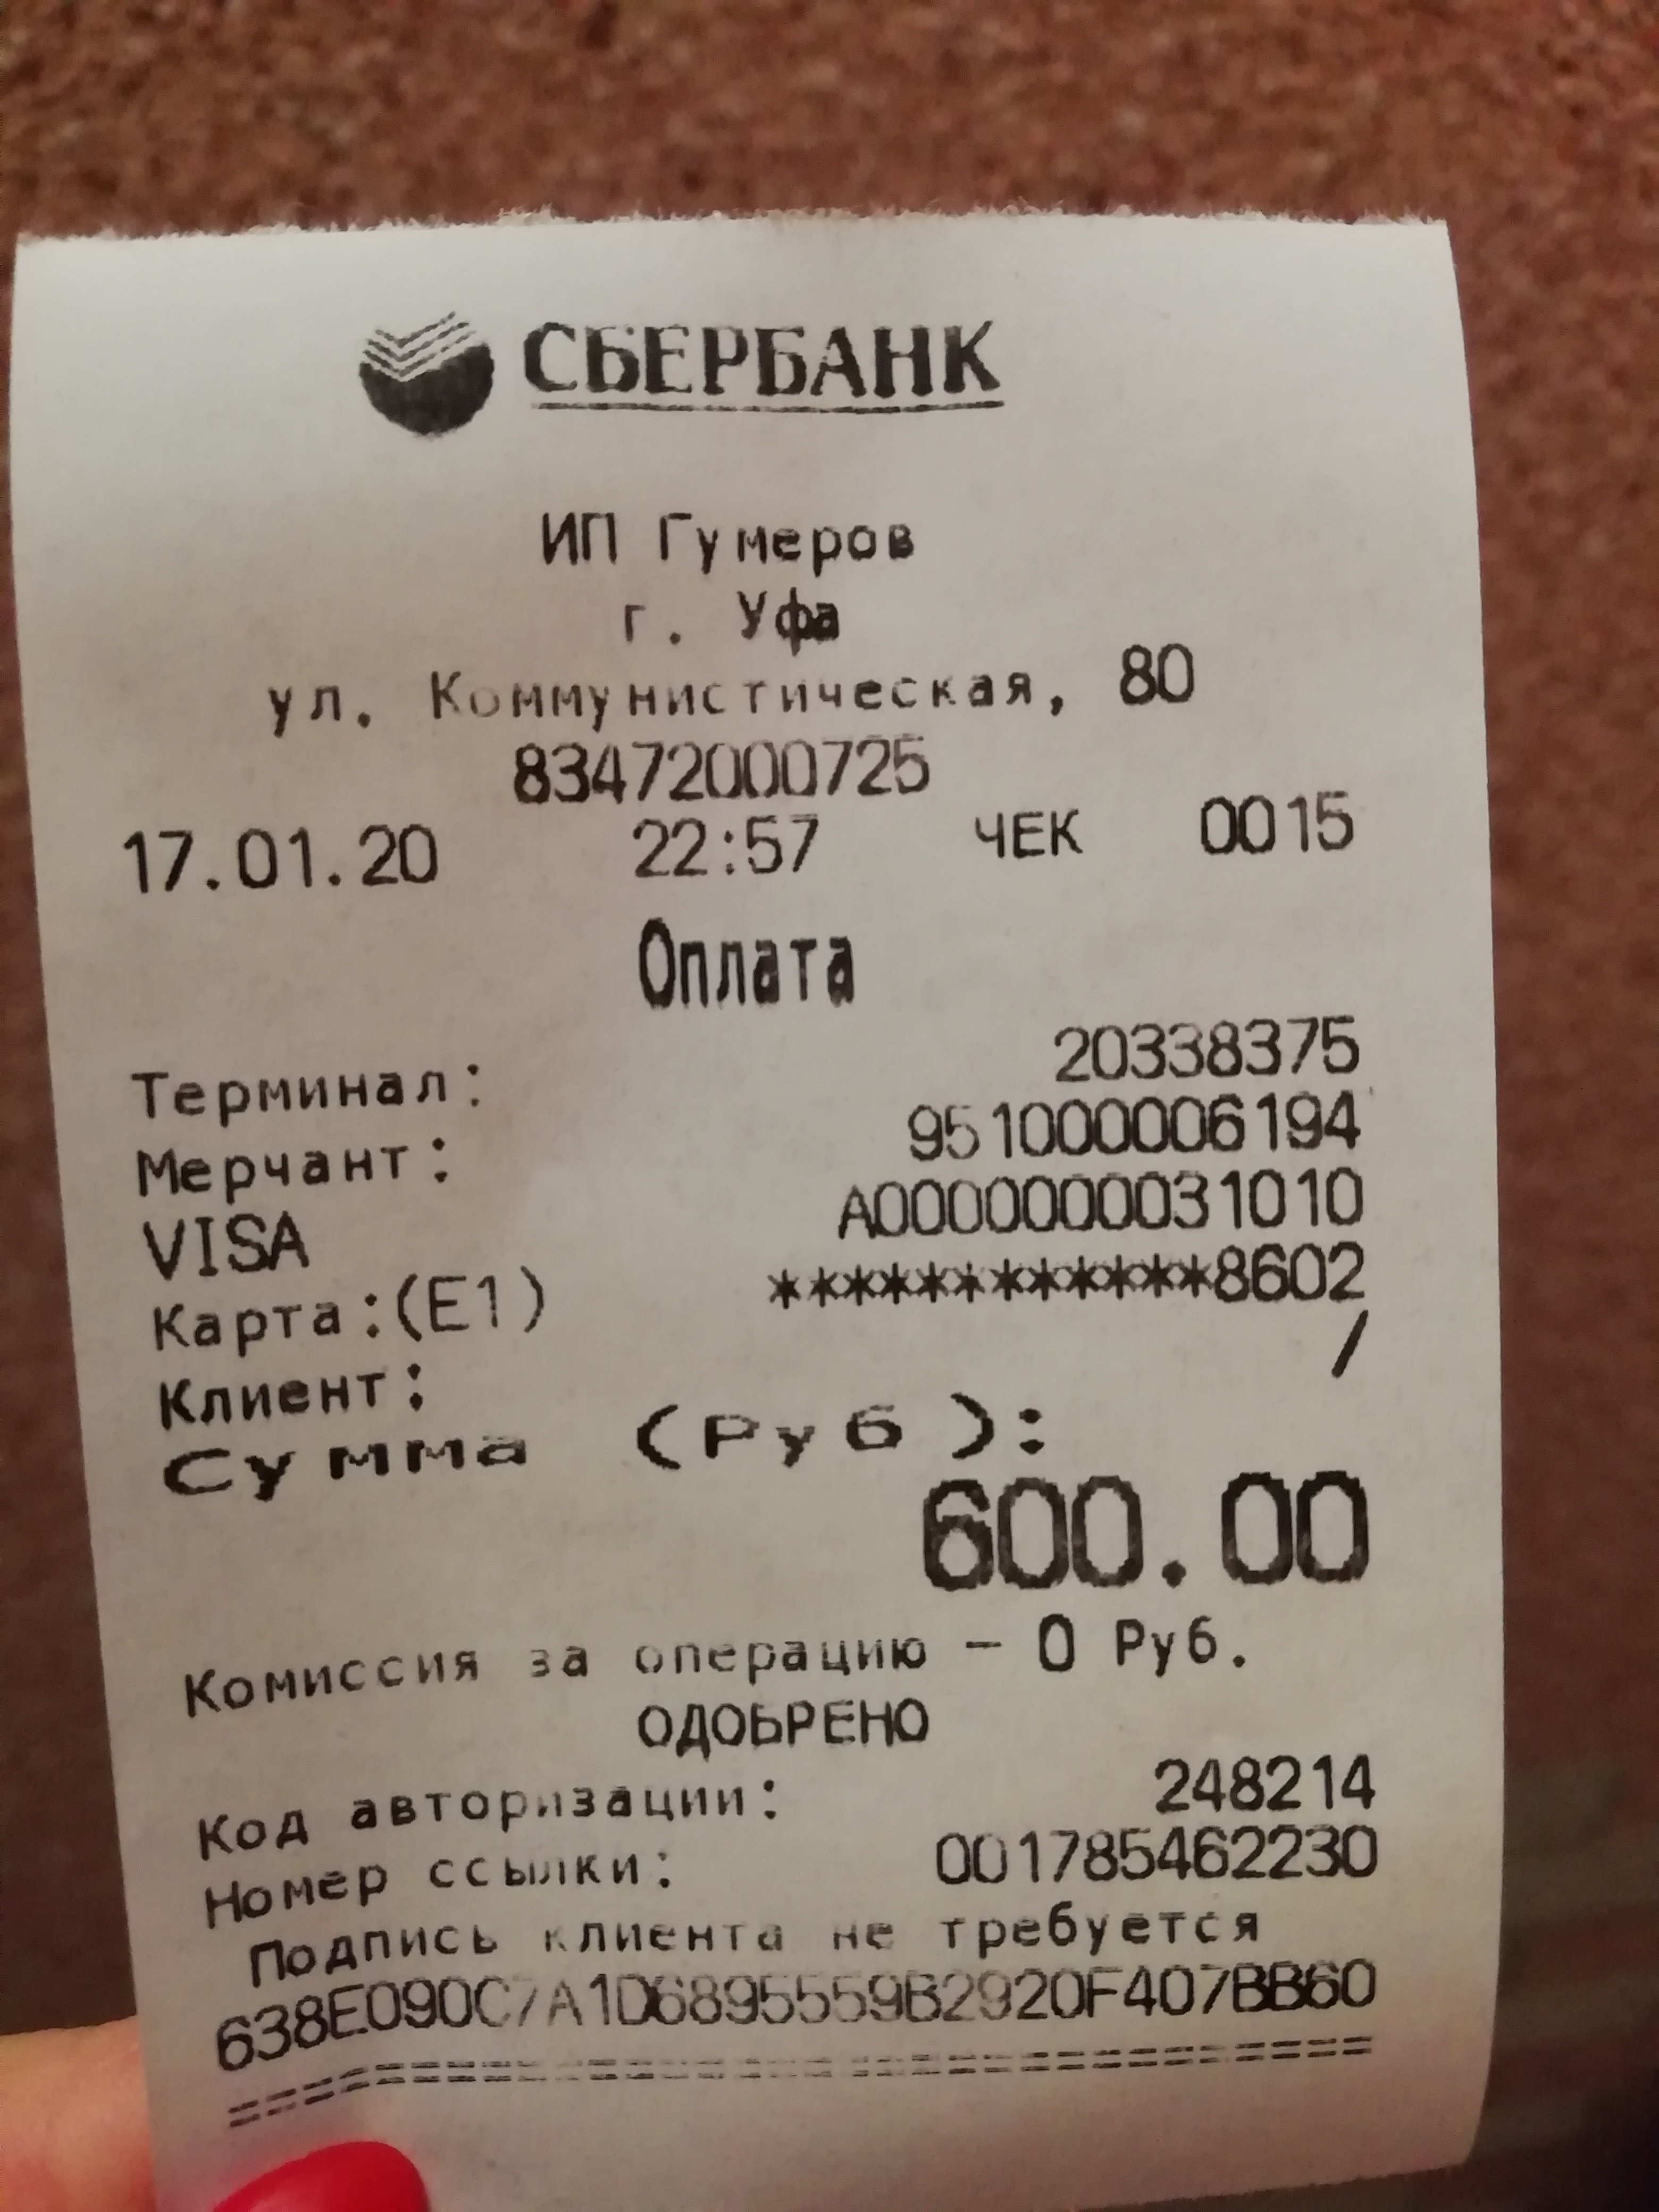 СБЕРБАНК
ИП Гумеров
г. Уфа
ул. Коммунистическая, 80
83472000725
17.01.20 22:57 ЧЕК 0015
Оплата
Терминал: 20338375
Мерчант: 951000006194
VISA A0000000031010
Карта:(E1) ************8602
Клиент: /
Сумма (Руб):
600.00
Комиссия за операцию – 0 Руб.
ОДОБРЕНО
Код авторизации: 248214
Номер ссылки: 001785462230
Подпись клиента не требуется
638E090C7A1D6895559B2920F407BB60
================================